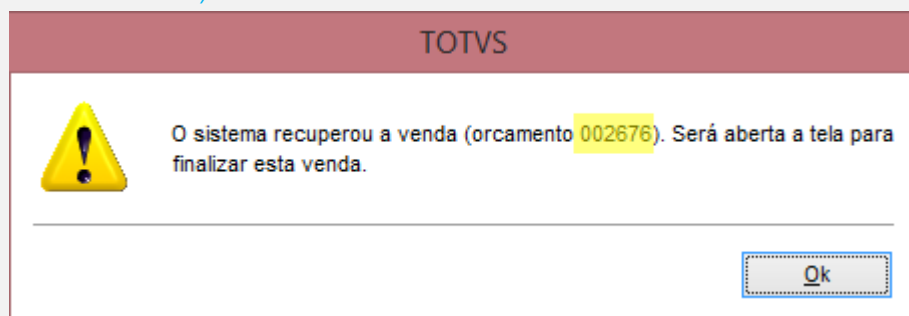 TOTVS
O sistema recuperou a venda (orcamento 002676). Será aberta a tela para
finalizar esta venda.
Ok